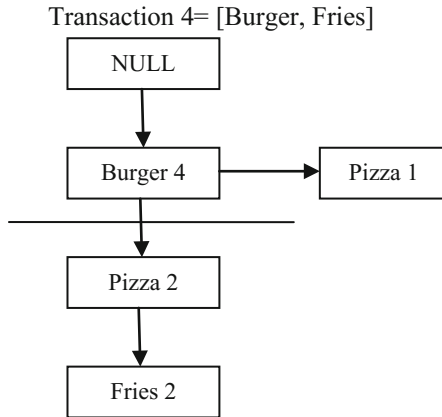 Transaction 4= [Burger, Fries]
NULL
Burger 4
Pizza 1
Pizza 2
Fries 2